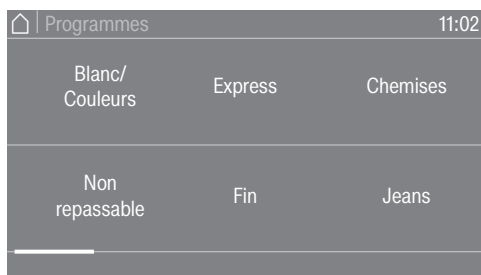 Programmes 11:02
Blanc/
Couleurs
Express
Chemises
Non
repassable
Fin
Jeans